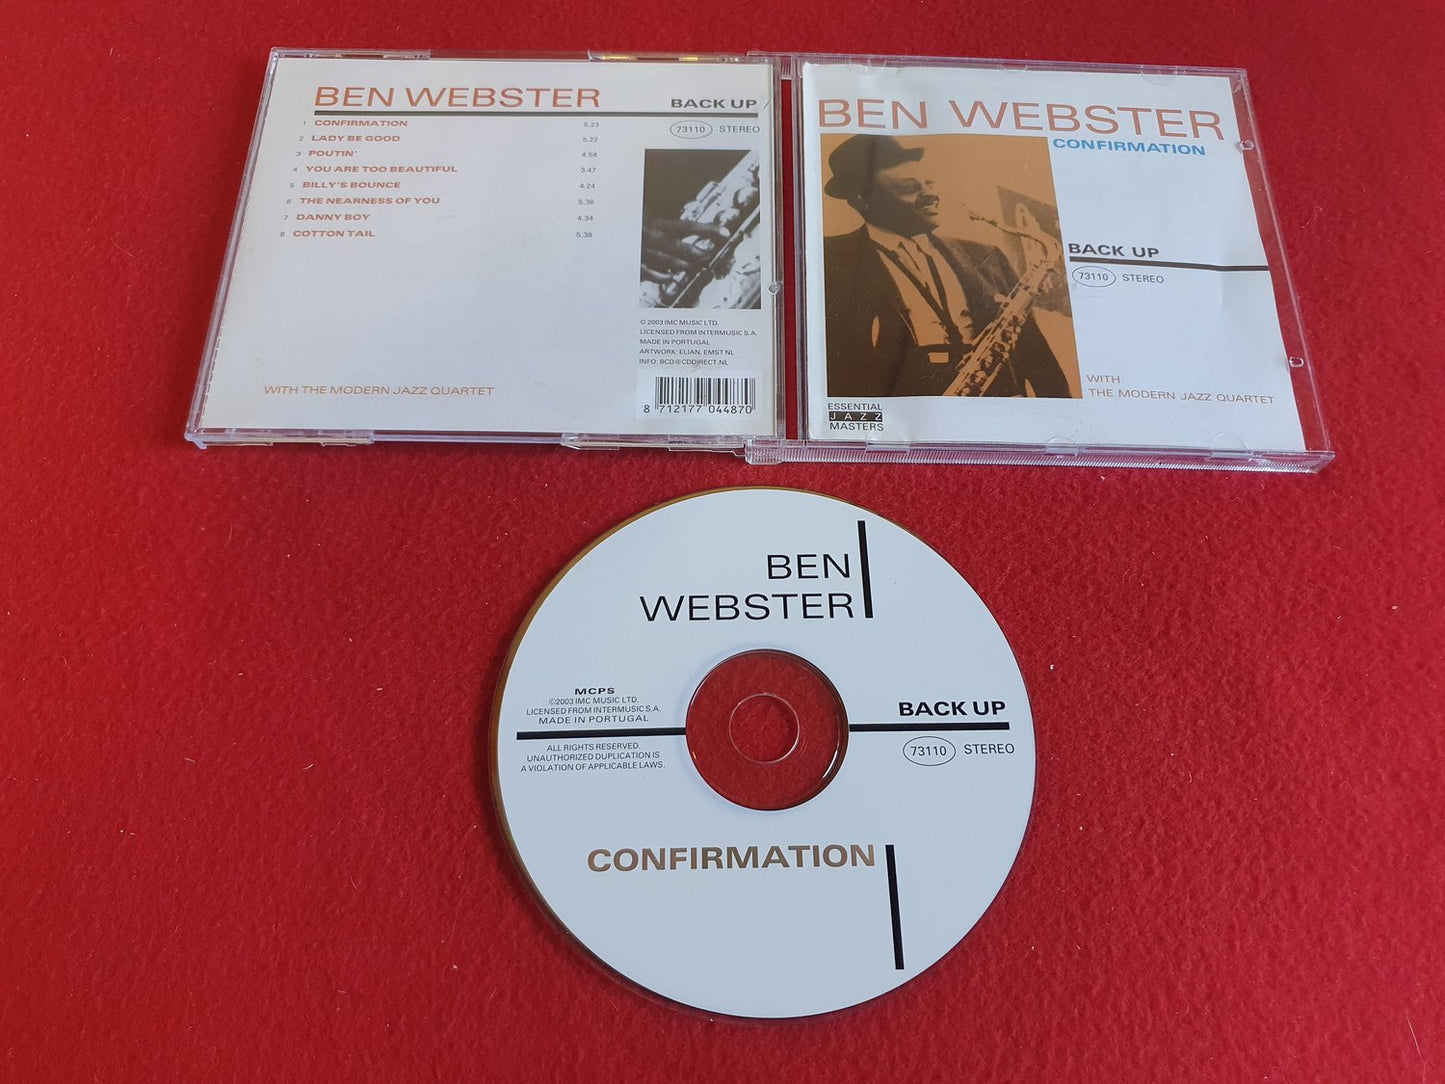 BEN WEBSTER
BACK UP
73110 STEREO
1 CONFIRMATION 5.23
2 LADY BE GOOD 5.22
3 POUTIN' 4.54
4 YOU ARE TOO BEAUTIFUL 3.47
5 BILLY'S BOUNCE 4.24
6 THE NEARNESS OF YOU 5.36
7 DANNY BOY 4.34
8 COTTON TAIL 5.38
© 2003 IMC MUSIC LTD.
LICENSED FROM INTERMUSIC S.A.
MADE IN PORTUGAL
ARTWORK: ELIAN, EMST NL
INFO: BCD@CDDIRECT.NL
WITH THE MODERN JAZZ QUARTET
8 712177 044870
BEN WEBSTER
CONFIRMATION
BACK UP
73110 STEREO
WITH
THE MODERN JAZZ QUARTET
ESSENTIAL
JAZZ
MASTERS
BEN
WEBSTER
MCPS
©2003 IMC MUSIC LTD.
LICENSED FROM INTERMUSIC S.A.
MADE IN PORTUGAL
BACK UP
73110 STEREO
ALL RIGHTS RESERVED.
UNAUTHORIZED DUPLICATION IS
A VIOLATION OF APPLICABLE LAWS.
CONFIRMATION